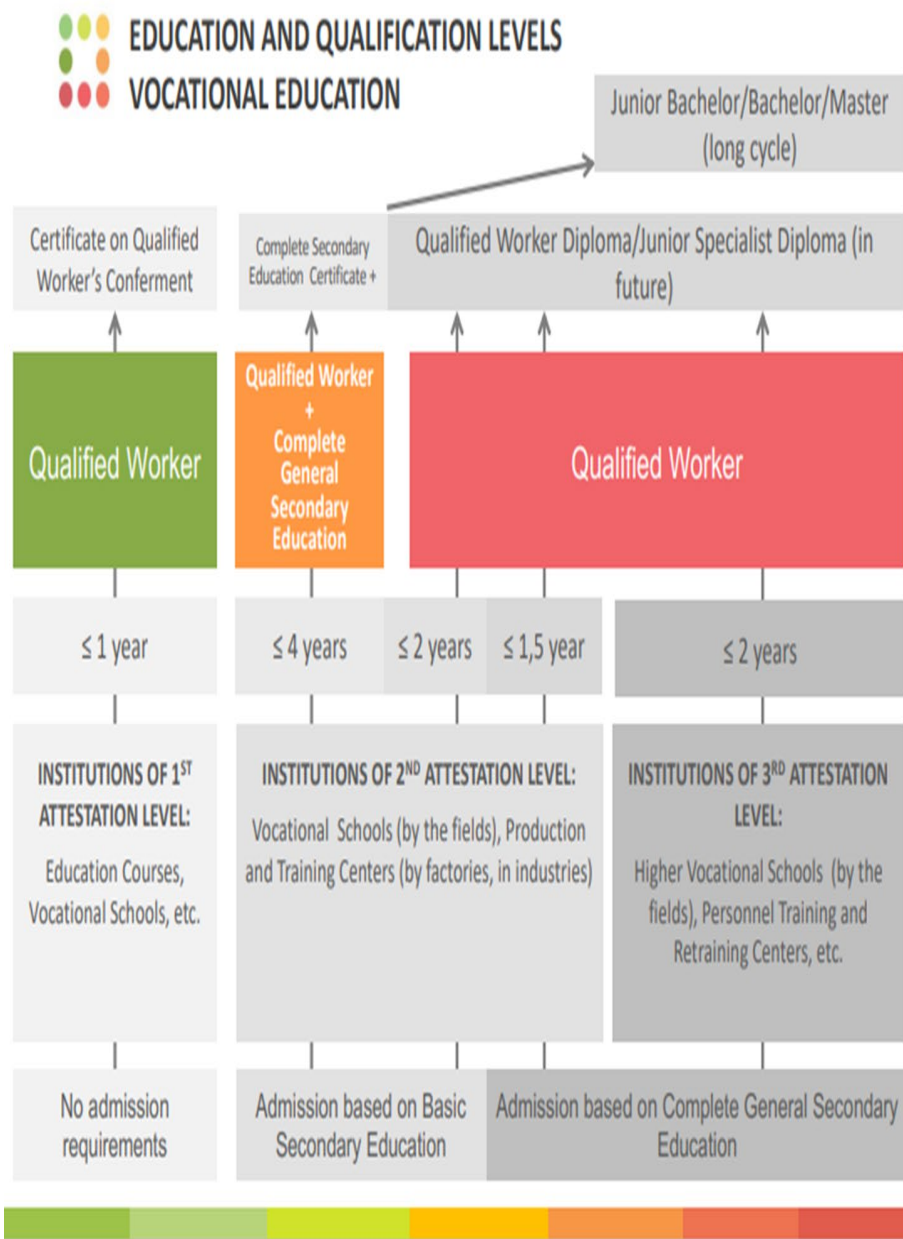 EDUCATION AND QUALIFICATION LEVELS
VOCATIONAL EDUCATION
Junior Bachelor/Bachelor/Master
(long cycle)
Certificate on Qualified
Worker's Conferment
Complete Secondary
Education Certificate +
Qualified Worker Diploma/Junior Specialist Diploma (in
future)
Qualified Worker
Qualified Worker
+
Complete
General
Secondary
Education
Qualified Worker
≤ 1 year
≤ 4 years
≤ 2 years
≤ 1,5 year
≤ 2 years
INSTITUTIONS OF 1ST
ATTESTATION LEVEL:
Education Courses,
Vocational Schools, etc.
INSTITUTIONS OF 2ND ATTESTATION LEVEL:
Vocational Schools (by the fields), Production
and Training Centers (by factories, in industries)
INSTITUTIONS OF 3RD ATTESTATION
LEVEL:
Higher Vocational Schools (by the
fields), Personnel Training and
Retraining Centers, etc.
No admission
requirements
Admission based on Basic
Secondary Education
Admission based on Complete General Secondary
Education